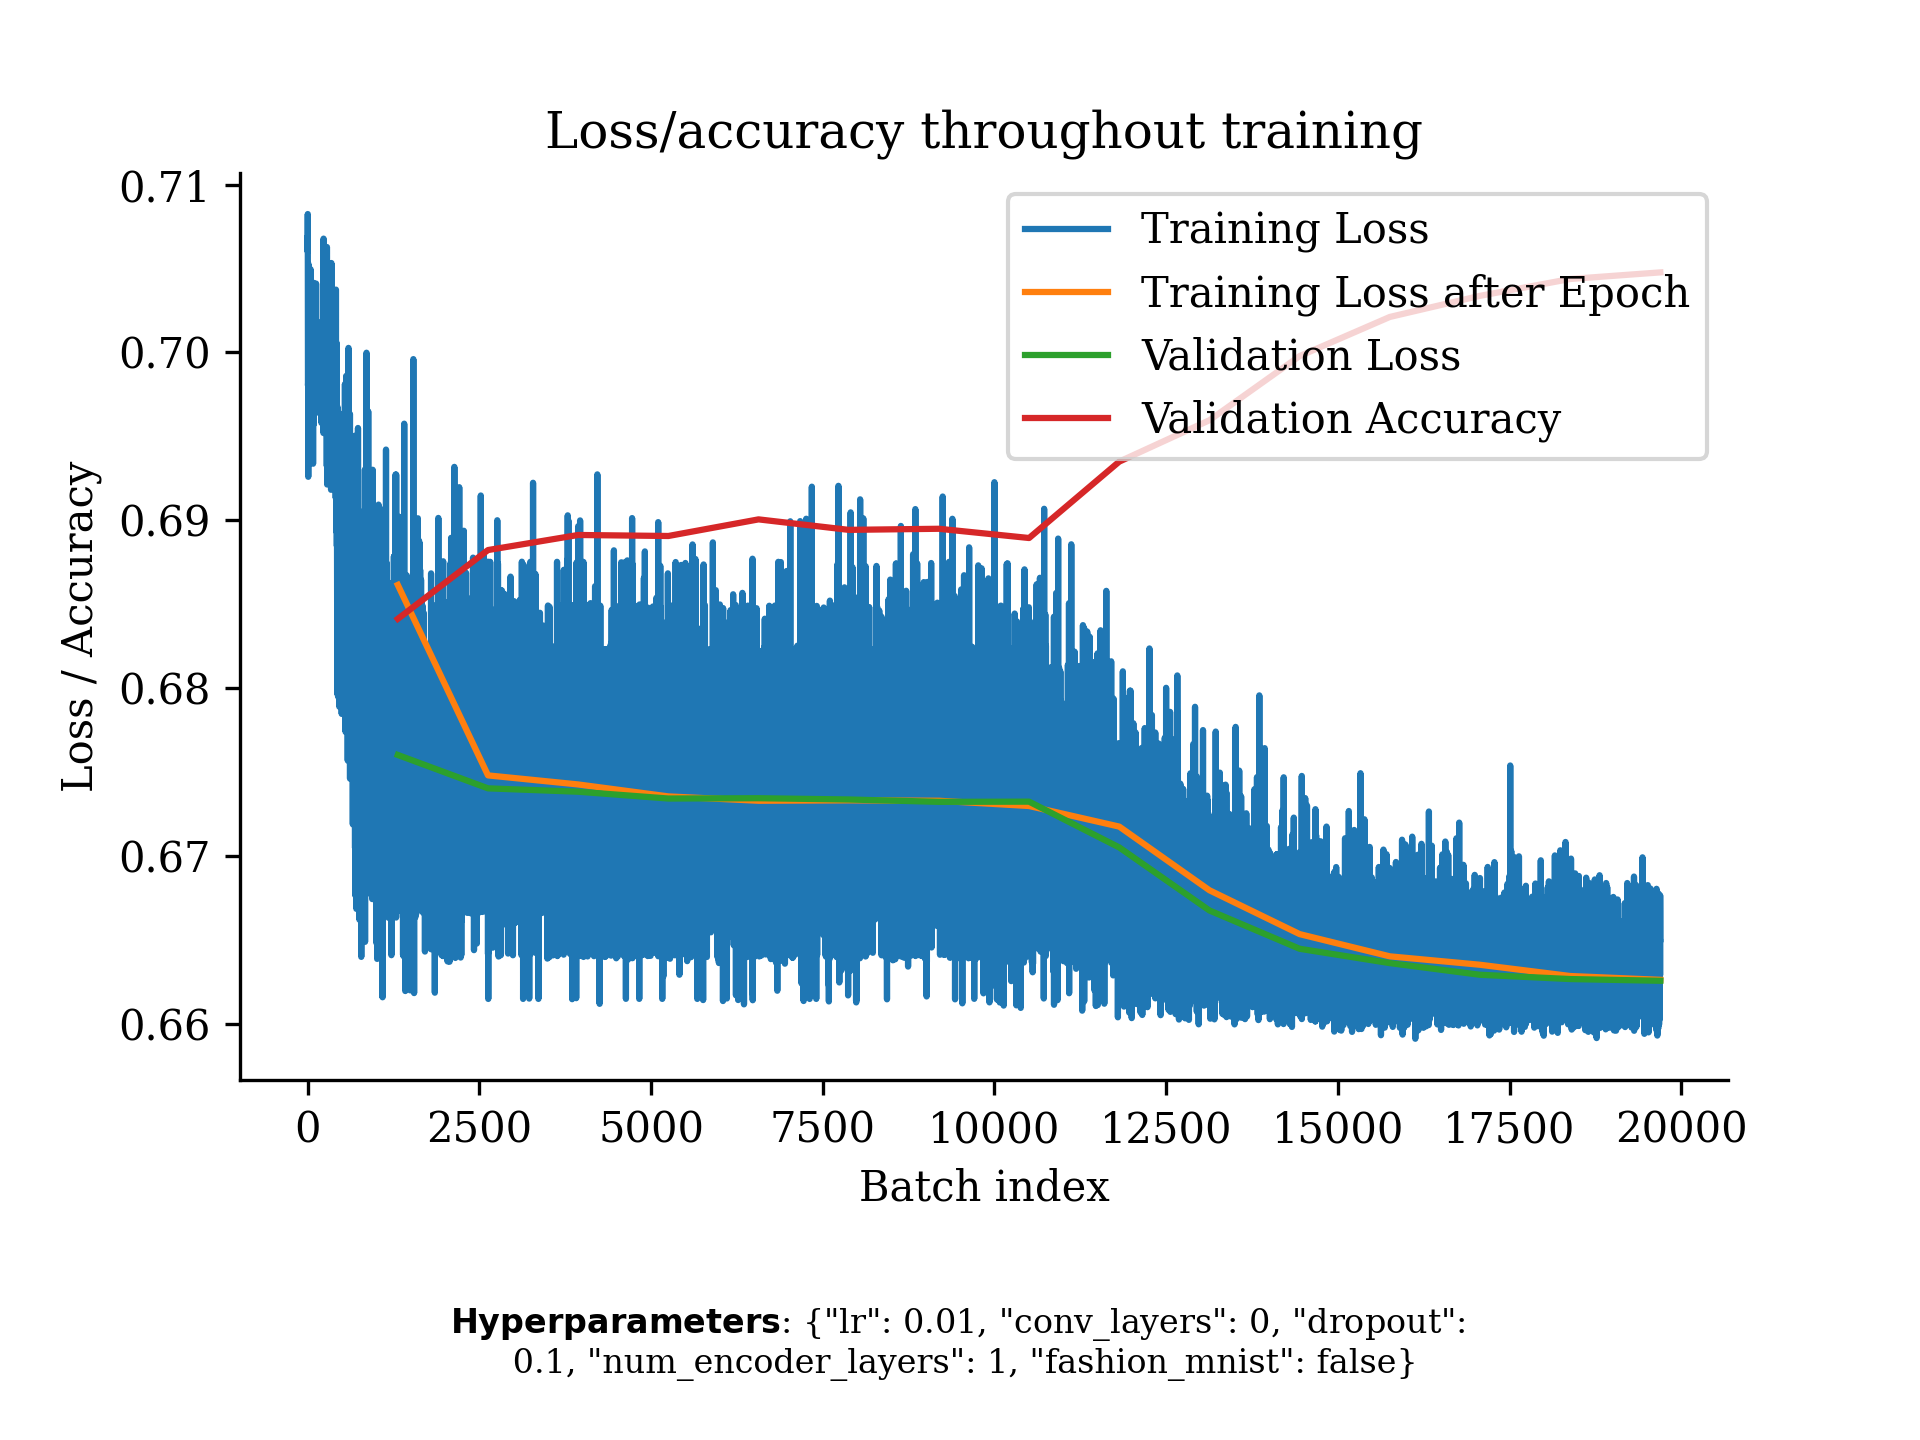 Loss/accuracy throughout training
0.71
0.70
0.69
0.68
0.67
0.66
Loss / Accuracy
Training Loss
Training Loss after Epoch
Validation Loss
Validation Accuracy
0 2500 5000 7500 10000 12500 15000 17500 20000
Batch index
Hyperparameters: {"lr": 0.01, "conv_layers": 0, "dropout":
0.1, "num_encoder_layers": 1, "fashion_mnist": false}